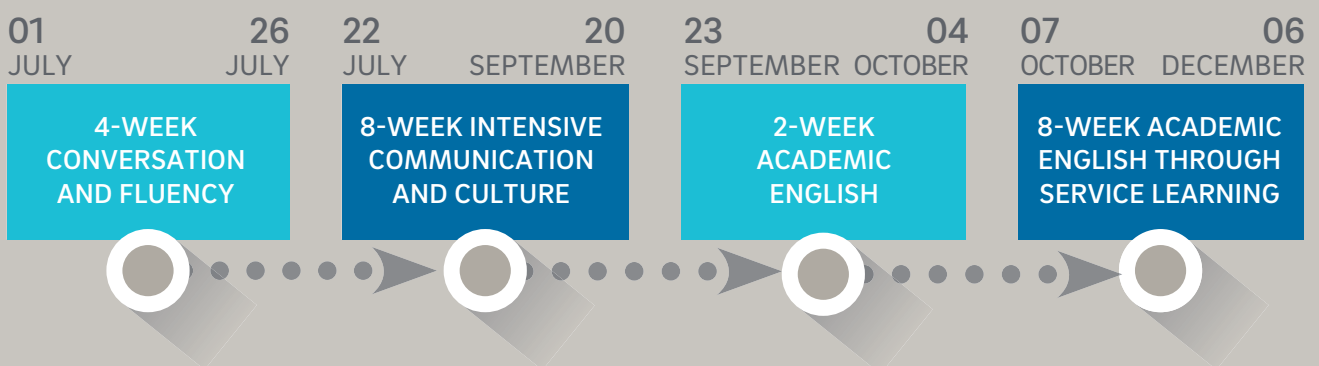 01 26
JULY JULY
4-WEEK
CONVERSATION
AND FLUENCY
22 20
JULY SEPTEMBER
8-WEEK INTENSIVE
COMMUNICATION
AND CULTURE
23 04
SEPTEMBER OCTOBER
2-WEEK
ACADEMIC
ENGLISH
07 06
OCTOBER DECEMBER
8-WEEK ACADEMIC
ENGLISH THROUGH
SERVICE LEARNING